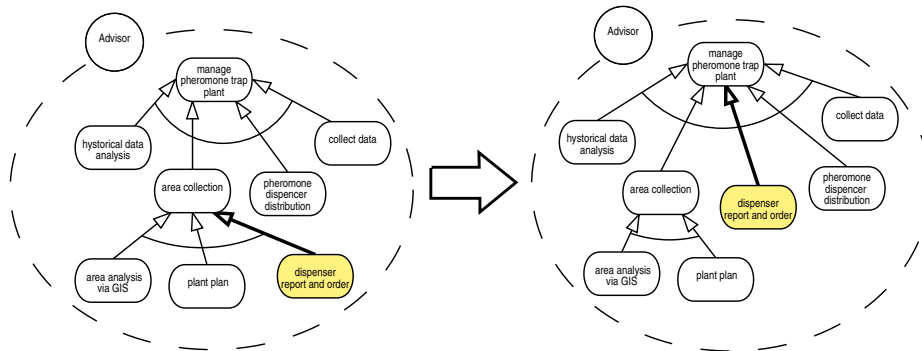 Advisor
manage
pheromone trap
plant
hystorical data
analysis
collect data
area collection
pheromone
dispencer
distribution
area analysis
via GIS
plant plan
dispenser
report and order
Advisor
manage
pheromone trap
plant
hystorical data
analysis
collect data
area collection
dispenser
report and order
pheromone
dispencer
distribution
area analysis
via GIS
plant plan